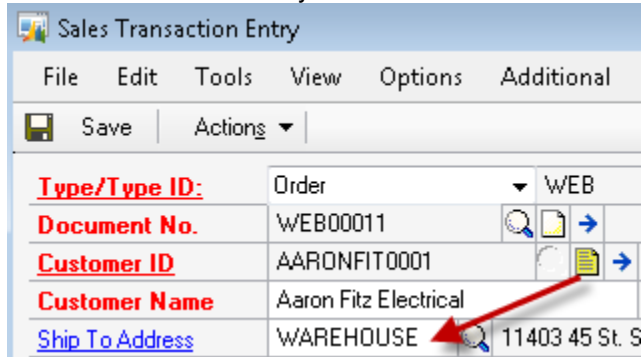 Sales Transaction Entry
File Edit Tools View Options Additional
Save Actions
Type/Type ID: Order WEB
Document No. WEB00011
Customer ID AARONFIT0001
Customer Name Aaron Fitz Electrical
Ship To Address WAREHOUSE 11403 45 St. S